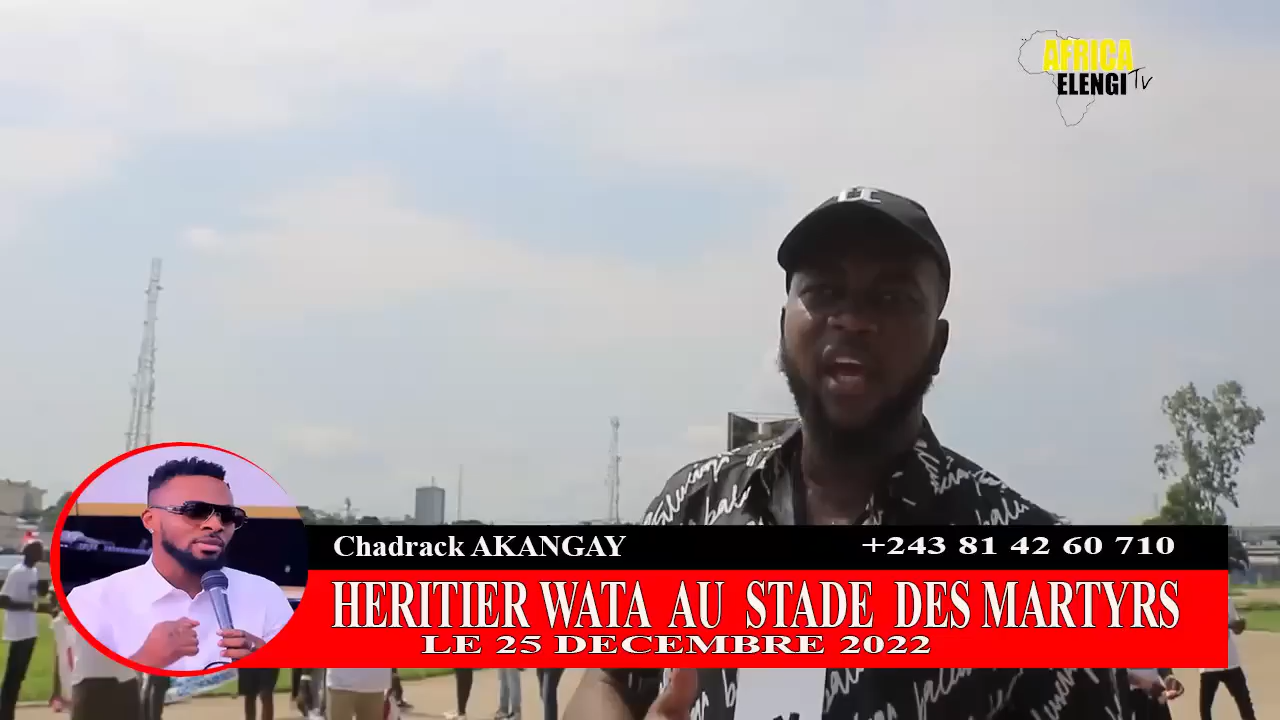 AFRICA
ELENGI Tv
Chadrack AKANGAY
+243 81 42 60 710
HERITIER WATA AU STADE DES MARTYRS
LE 25 DECEMBRE 2022